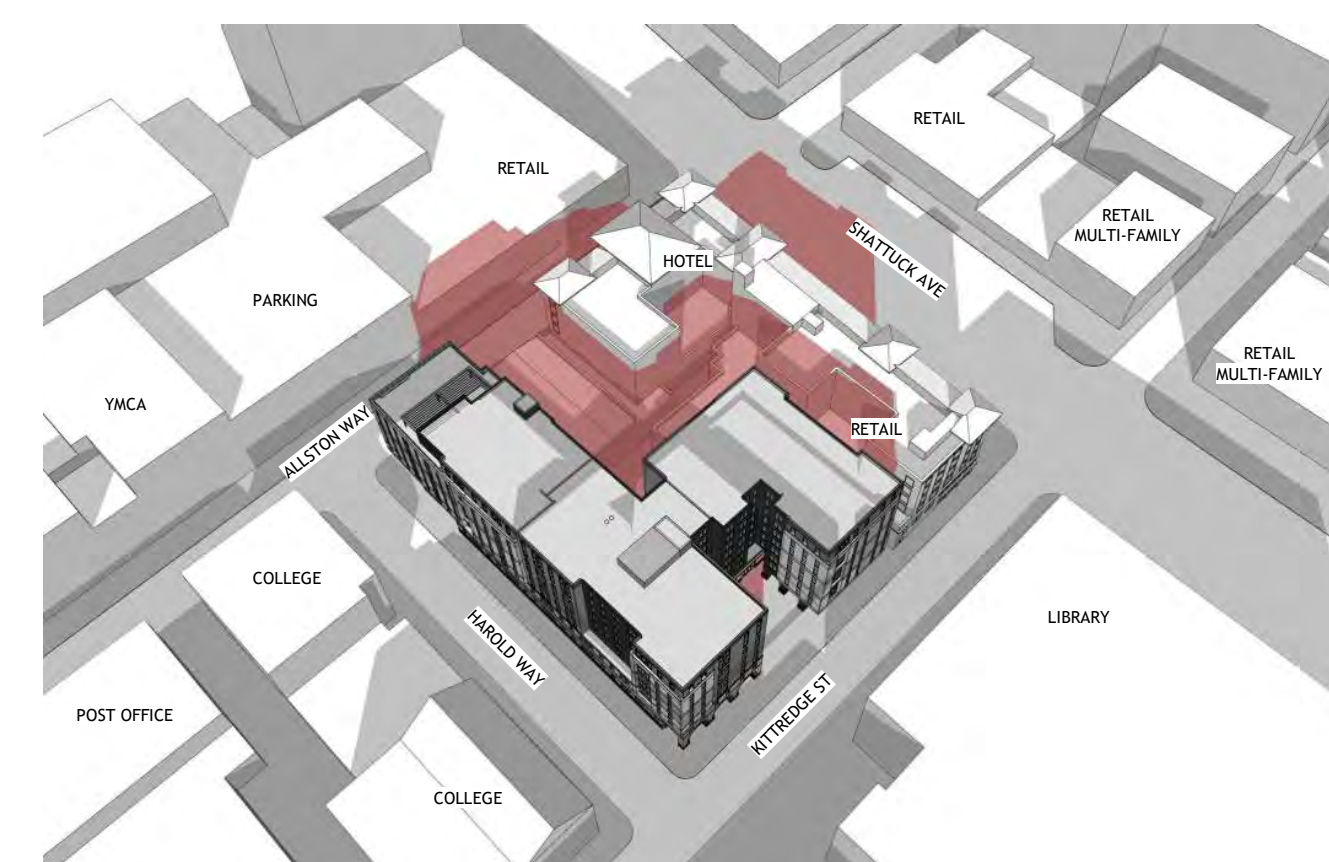 RETAIL
RETAIL
RETAIL
MULTI-FAMILY
SHATTUCK AVE
HOTEL
PARKING
RETAIL
MULTI-FAMILY
YMCA
ALLSTON WAY
RETAIL
COLLEGE
LIBRARY
HAROLD WAY
KITTREDGE ST
POST OFFICE
COLLEGE